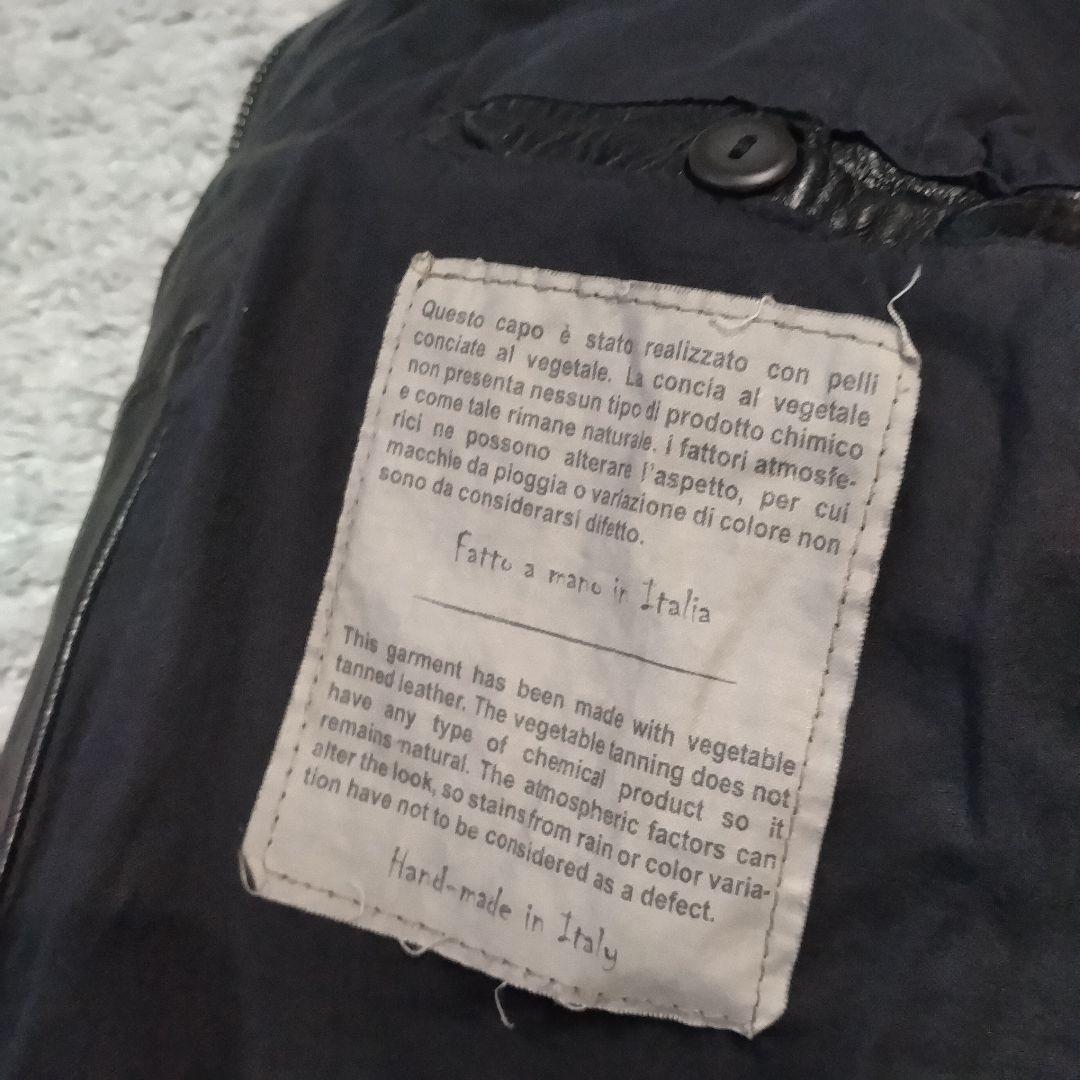 Questo capo è stato realizzato con pelli
conciate al vegetale. La concia al vegetale
non presenta nessun tipo di prodotto chimico
e come tale rimane naturale. i fattori atmosfe-
rici ne possono alterare l'aspetto, per cui
macchie da pioggia o variazione di colore non
sono da considerarsi difetto.
Fatto a mano in Italia
This garment has been made with vegetable
tanned leather. The vegetable tanning does not
have any type of chemical product so it
remains natural. The atmospheric factors can
alter the look, so stains from rain or color varia-
tion have not to be considered as a defect.
Hand-made in Italy